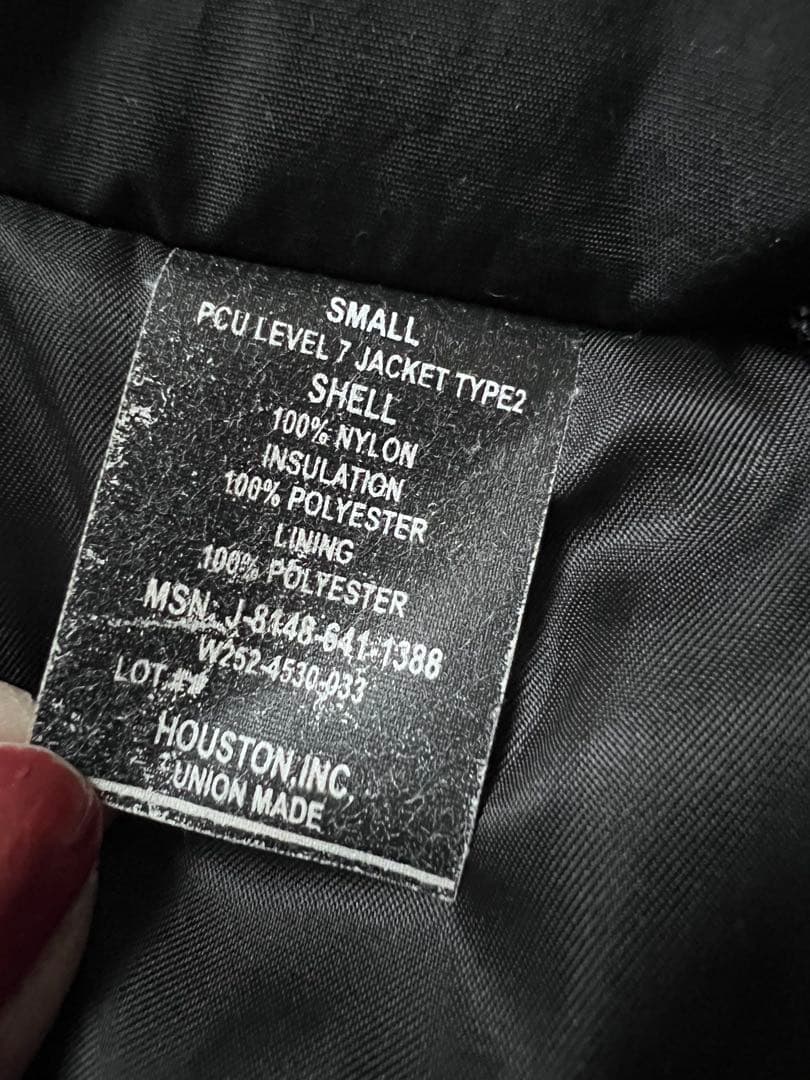 SMALL
PCU LEVEL 7 JACKET TYPE2
SHELL
100% NYLON
INSULATION
100% POLYESTER
LINING
100% POLYESTER
MSN: J-8148-641-1388
W252-4530-033
LOT.##
HOUSTON,INC,
UNION MADE